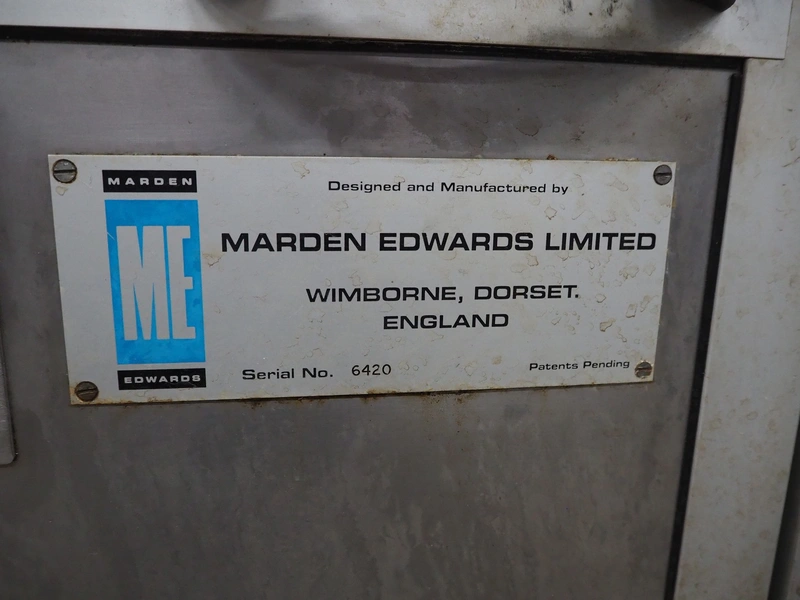 MARDEN
ME
EDWARDS
Designed and Manufactured by
MARDEN EDWARDS LIMITED
WIMBORNE, DORSET.
ENGLAND
Serial No. 6420
Patents Pending